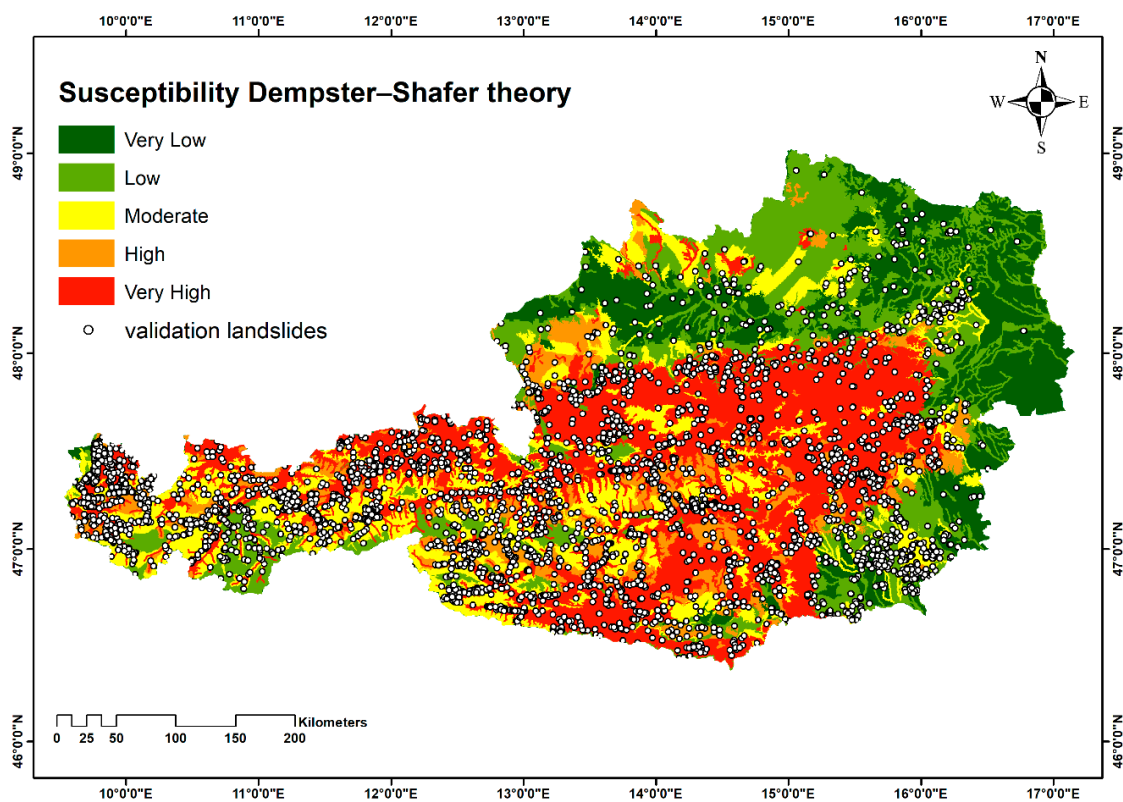 10°0'0"E 11°0'0"E 12°0'0"E 13°0'0"E 14°0'0"E 15°0'0"E 16°0'0"E 17°0'0"E
N
W E
S
Susceptibility Dempster–Shafer theory
Very Low
Low
Moderate
High
Very High
validation landslides
49°0'0"N 49°0'0"N
48°0'0"N 48°0'0"N
47°0'0"N 47°0'0"N
46°0'0"N 46°0'0"N
Kilometers
0 25 50 100 150 200
10°0'0"E 11°0'0"E 12°0'0"E 13°0'0"E 14°0'0"E 15°0'0"E 16°0'0"E 17°0'0"E